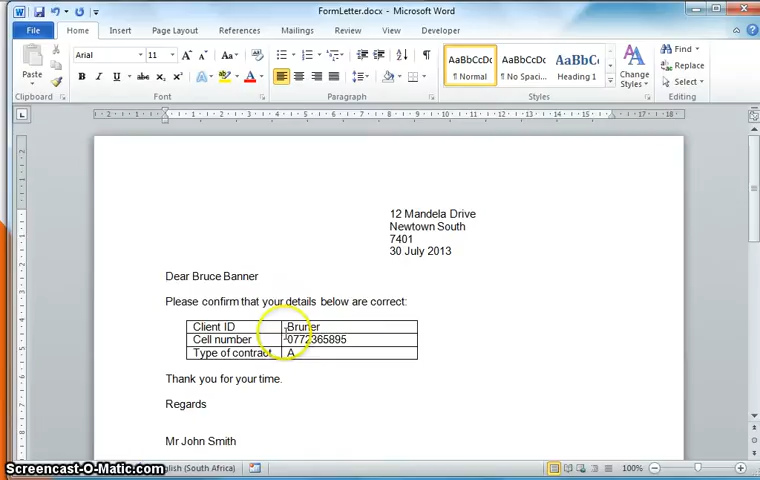 FormLetter.docx - Microsoft Word
File Home Insert Page Layout References Mailings Review View Developer
Arial 11
Paste
B I U abc x₂ x²
AaBbCcDc AaBbCcDc AaBbCc
¶ Normal ¶ No Spaci... Heading 1
Change Styles
Find
Replace
Select
Clipboard Font Paragraph Styles Editing
12 Mandela Drive
Newtown South
7401
30 July 2013
Dear Bruce Banner
Please confirm that your details below are correct:
Client ID Bruner
Cell number 0772365895
Type of contract A
Thank you for your time.
Regards
Mr John Smith
Screencast-O-Matic.com
English (South Africa) 100%